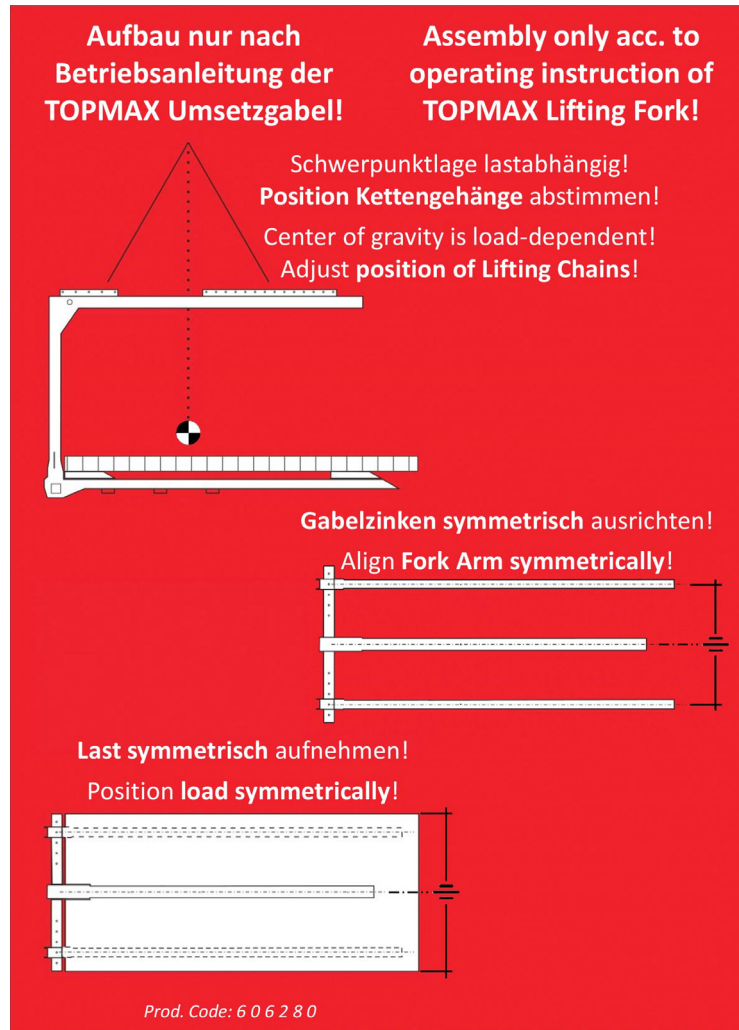 Aufbau nur nach
Betriebsanleitung der
TOPMAX Umsetzgabel!
Assembly only acc. to
operating instruction of
TOPMAX Lifting Fork!
Schwerpunktlage lastabhängig!
Position Kettengehänge abstimmen!
Center of gravity is load-dependent!
Adjust position of Lifting Chains!
Gabelzinken symmetrisch ausrichten!
Align Fork Arm symmetrically!
Last symmetrisch aufnehmen!
Position load symmetrically!
Prod. Code: 6 0 6 2 8 0